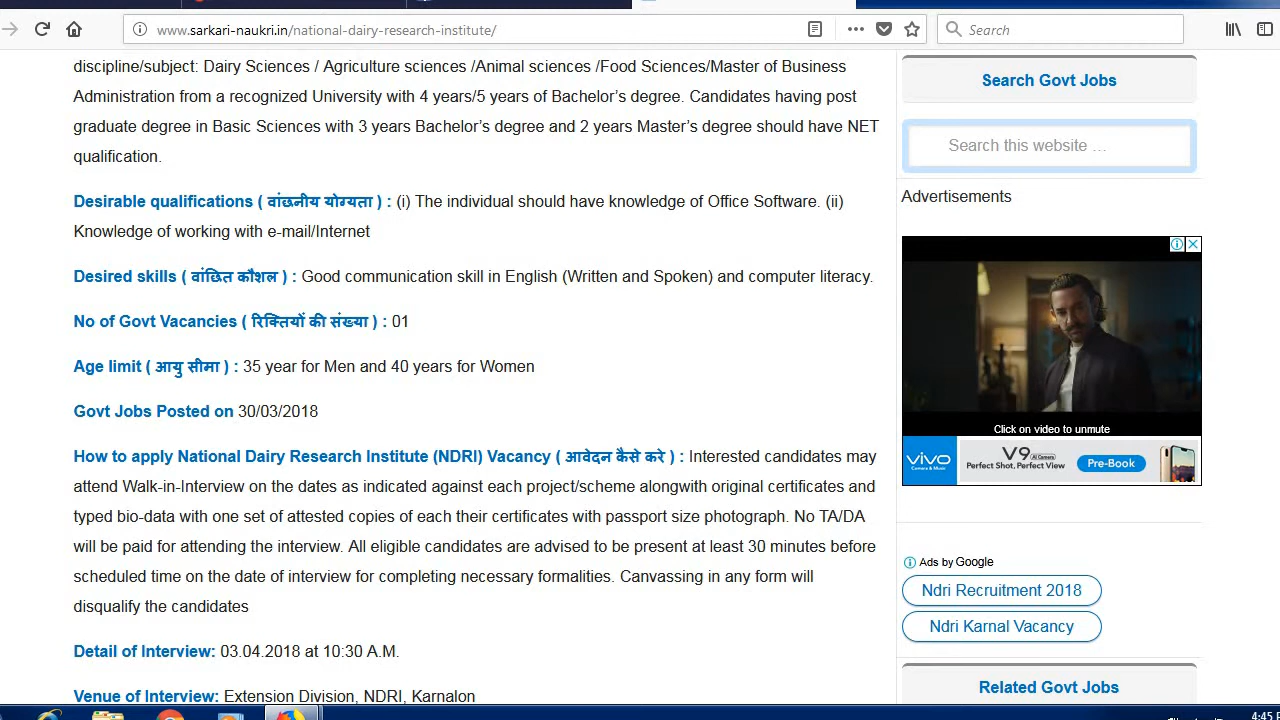 www.sarkari-naukri.in/national-dairy-research-institute/
Search
discipline/subject: Dairy Sciences / Agriculture sciences /Animal sciences /Food Sciences/Master of Business
Administration from a recognized University with 4 years/5 years of Bachelor's degree. Candidates having post
graduate degree in Basic Sciences with 3 years Bachelor's degree and 2 years Master's degree should have NET
qualification.
Desirable qualifications ( वांछनीय योग्यता ) : (i) The individual should have knowledge of Office Software. (ii)
Knowledge of working with e-mail/Internet
Desired skills ( वांछित कौशल ) : Good communication skill in English (Written and Spoken) and computer literacy.
No of Govt Vacancies ( रिक्तियों की संख्या ) : 01
Age limit ( आयु सीमा ) : 35 year for Men and 40 years for Women
Govt Jobs Posted on 30/03/2018
How to apply National Dairy Research Institute (NDRI) Vacancy ( आवेदन कैसे करे ) : Interested candidates may
attend Walk-in-Interview on the dates as indicated against each project/scheme alongwith original certificates and
typed bio-data with one set of attested copies of each their certificates with passport size photograph. No TA/DA
will be paid for attending the interview. All eligible candidates are advised to be present at least 30 minutes before
scheduled time on the date of interview for completing necessary formalities. Canvassing in any form will
disqualify the candidates
Detail of Interview: 03.04.2018 at 10:30 A.M.
Venue of Interview: Extension Division, NDRI, Karnalon
Search Govt Jobs
Search this website …
Advertisements
Click on video to unmute
vivo
Camera & Music
V9 AI Camera
Perfect Shot, Perfect View
Pre-Book
Ads by Google
Ndri Recruitment 2018
Ndri Karnal Vacancy
Related Govt Jobs
4:45